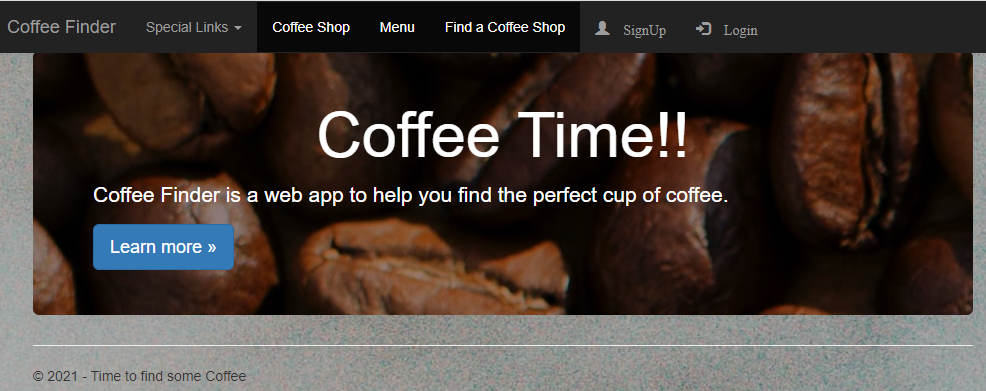 Coffee Finder Special Links Coffee Shop Menu Find a Coffee Shop SignUp Login
Coffee Time!!
Coffee Finder is a web app to help you find the perfect cup of coffee.
Learn more »
© 2021 - Time to find some Coffee